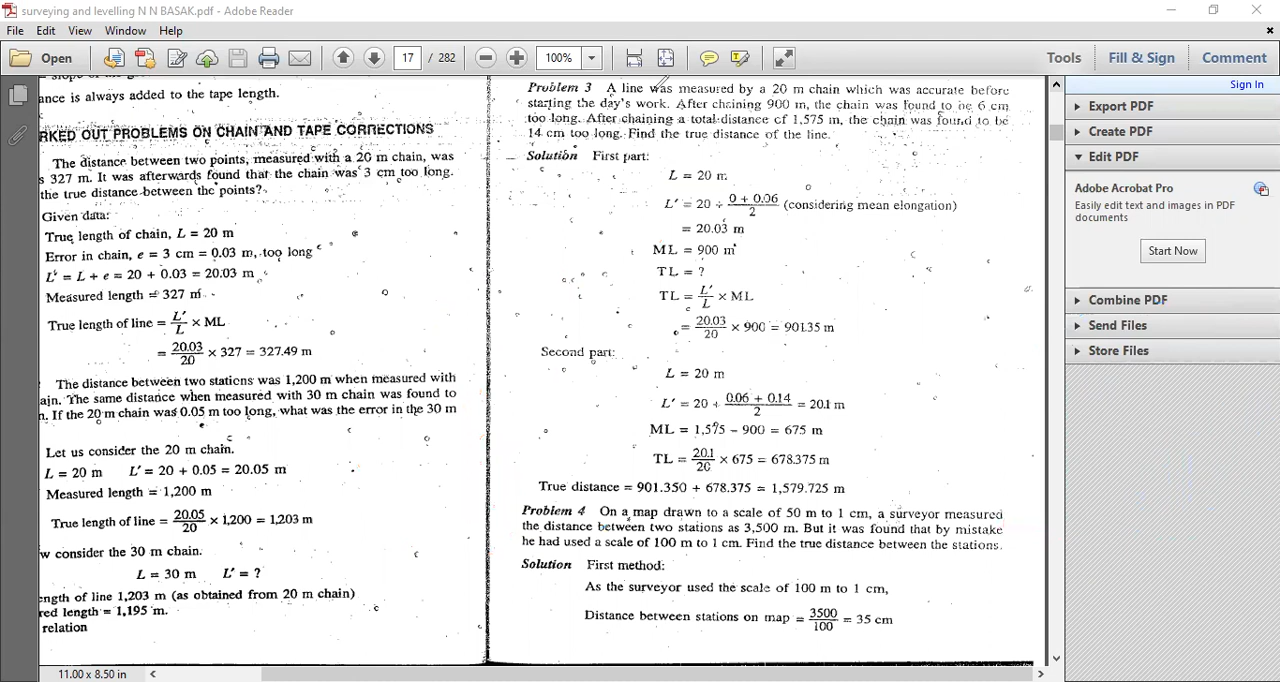 surveying and levelling N N BASAK.pdf - Adobe Reader
File Edit View Window Help
Open 17 / 282 100% Tools Fill & Sign Comment
ance is always added to the tape length.
RKED OUT PROBLEMS ON CHAIN AND TAPE CORRECTIONS
The distance between two points, measured with a 20 m chain, was
s 327 m. It was afterwards found that the chain was 3 cm too long.
the true distance between the points?
Given data:
True length of chain, L = 20 m
Error in chain, e = 3 cm = 0.03 m, too long
L' = L + e = 20 + 0.03 = 20.03 m
Measured length = 327 m
True length of line = L'/L × ML
= 20.03/20 × 327 = 327.49 m
The distance between two stations was 1,200 m when measured with
ain. The same distance when measured with 30 m chain was found to
n. If the 20 m chain was 0.05 m too long, what was the error in the 30 m
Let us consider the 20 m chain.
L = 20 m L' = 20 + 0.05 = 20.05 m
Measured length = 1,200 m
True length of line = 20.05/20 × 1,200 = 1,203 m
w consider the 30 m chain.
L = 30 m L' = ?
ength of line 1,203 m (as obtained from 20 m chain)
red length = 1,195 m.
relation
Problem 3 A line was measured by a 20 m chain which was accurate before
starting the day's work. After chaining 900 m, the chain was found to be 6 cm
too long. After chaining a total distance of 1,575 m, the chain was found to be
14 cm too long. Find the true distance of the line.
Solution First part:
L = 20 m
L' = 20 + 0 + 0.06/2 (considering mean elongation)
= 20.03 m
ML = 900 m
TL = ?
TL = L'/L × ML
= 20.03/20 × 900 = 901.35 m
Second part:
L = 20 m
L' = 20 + 0.06 + 0.14/2 = 20.1 m
ML = 1,575 − 900 = 675 m
TL = 20.1/20 × 675 = 678.375 m
True distance = 901.350 + 678.375 = 1,579.725 m
Problem 4 On a map drawn to a scale of 50 m to 1 cm, a surveyor measured
the distance between two stations as 3,500 m. But it was found that by mistake
he had used a scale of 100 m to 1 cm. Find the true distance between the stations.
Solution First method:
As the surveyor used the scale of 100 m to 1 cm,
Distance between stations on map = 3500/100 = 35 cm
Sign In
Export PDF
Create PDF
Edit PDF
Adobe Acrobat Pro
Easily edit text and images in PDF
documents
Start Now
Combine PDF
Send Files
Store Files
11.00 x 8.50 in